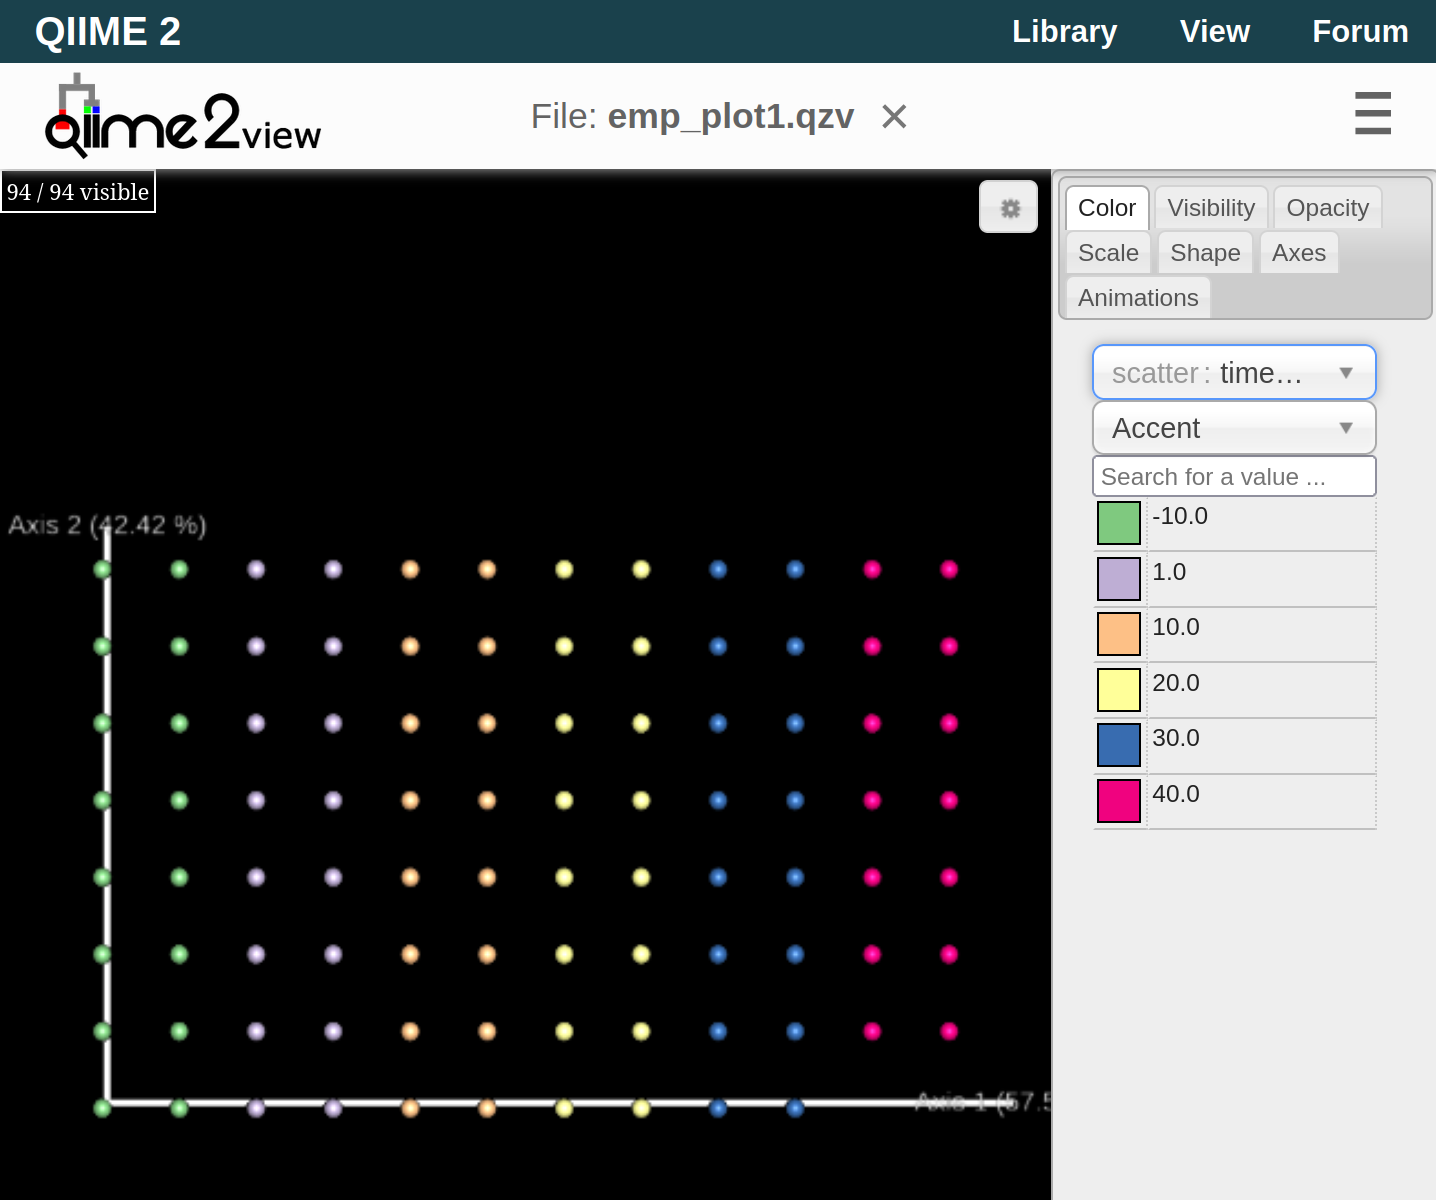 QIIME 2 Library View Forum
qiime2view File: emp_plot1.qzv ✕
94 / 94 visible
Color Visibility Opacity
Scale Shape Axes
Animations
scatter: time...
Accent
Search for a value ...
-10.0
1.0
10.0
20.0
30.0
40.0
Axis 2 (42.42 %)
Axis 1 (57.5